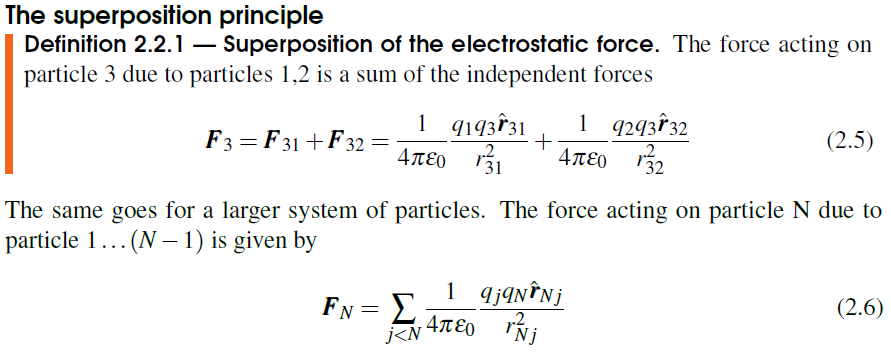 The superposition principle
Definition 2.2.1 — Superposition of the electrostatic force. The force acting on
particle 3 due to particles 1,2 is a sum of the independent forces
$$\boldsymbol{F}_3 = \boldsymbol{F}_{31} + \boldsymbol{F}_{32} = \frac{1}{4\pi\varepsilon_0} \frac{q_1 q_3 \hat{\boldsymbol{r}}_{31}}{r_{31}^2} + \frac{1}{4\pi\varepsilon_0} \frac{q_2 q_3 \hat{\boldsymbol{r}}_{32}}{r_{32}^2} \quad (2.5)$$
The same goes for a larger system of particles. The force acting on particle N due to
particle 1…(N − 1) is given by
$$\boldsymbol{F}_N = \sum_{j<N} \frac{1}{4\pi\varepsilon_0} \frac{q_j q_N \hat{\boldsymbol{r}}_{Nj}}{r_{Nj}^2} \quad (2.6)$$